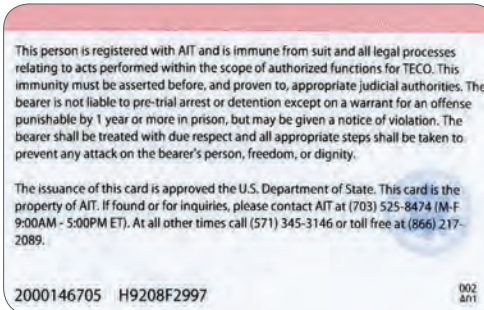 This person is registered with AIT and is immune from suit and all legal processes
relating to acts performed within the scope of authorized functions for TECO. This
immunity must be asserted before, and proven to, appropriate judicial authorities. The
bearer is not liable to pre-trial arrest or detention except on a warrant for an offense
punishable by 1 year or more in prison, but may be given a notice of violation. The
bearer shall be treated with due respect and all appropriate steps shall be taken to
prevent any attack on the bearer's person, freedom, or dignity.
The issuance of this card is approved the U.S. Department of State. This card is the
property of AIT. If found or for inquiries, please contact AIT at (703) 525-8474 (M-F
9:00AM - 5:00PM ET). At all other times call (571) 345-3146 or toll free at (866) 217-
2089.
2000146705 H9208F2997
002
A01